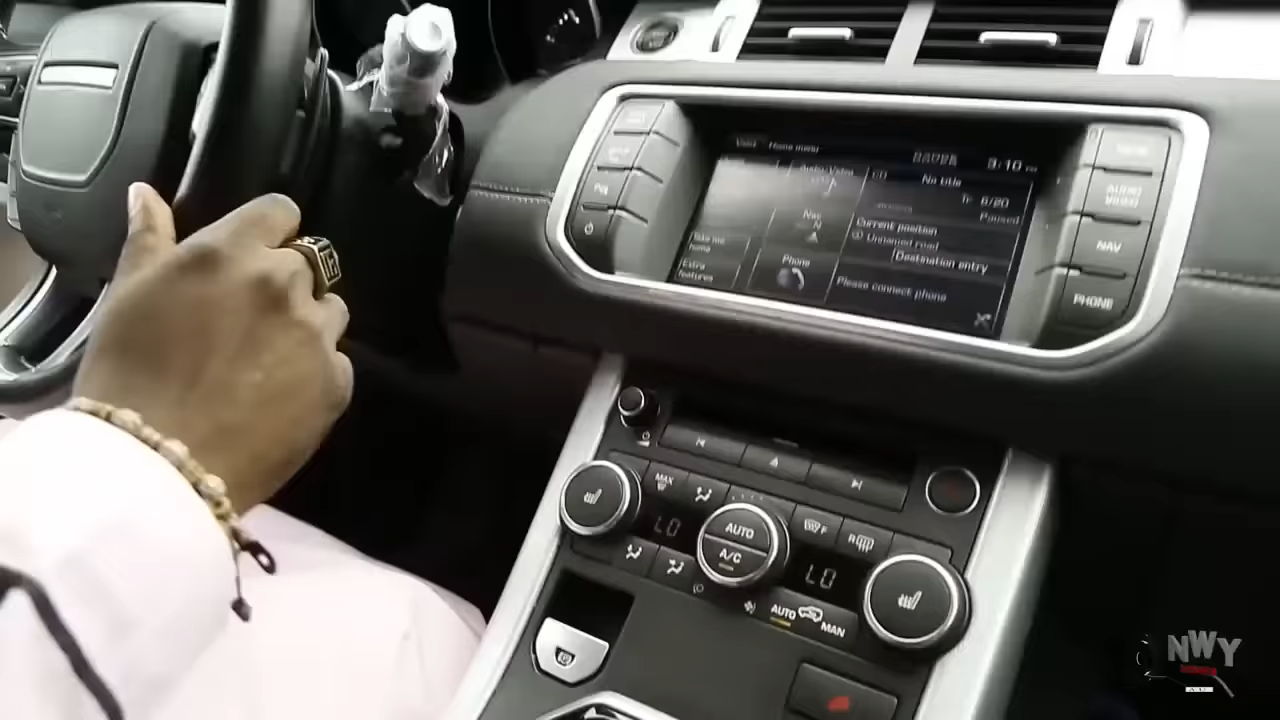 Home menu
3:10
Audio/Video
CD
No title
Tr 6/20
Paused
Nav
Current position
Unnamed road
Destination entry
Take me
home
Extra
features
Phone
Please connect phone
AUDIO
VIDEO
NAV
PHONE
MAX
AUTO
A/C
F
R
LO
LO
AUTO
MAN
NWY